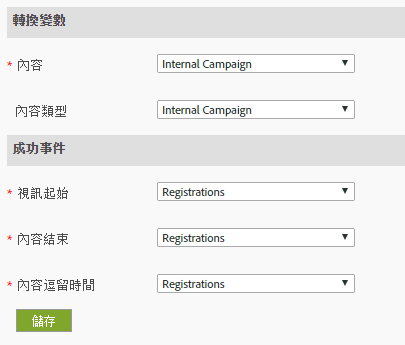 轉換變數
* 內容 Internal Campaign
內容類型 Internal Campaign
成功事件
* 視訊起始 Registrations
* 內容結束 Registrations
* 內容逗留時間 Registrations
儲存